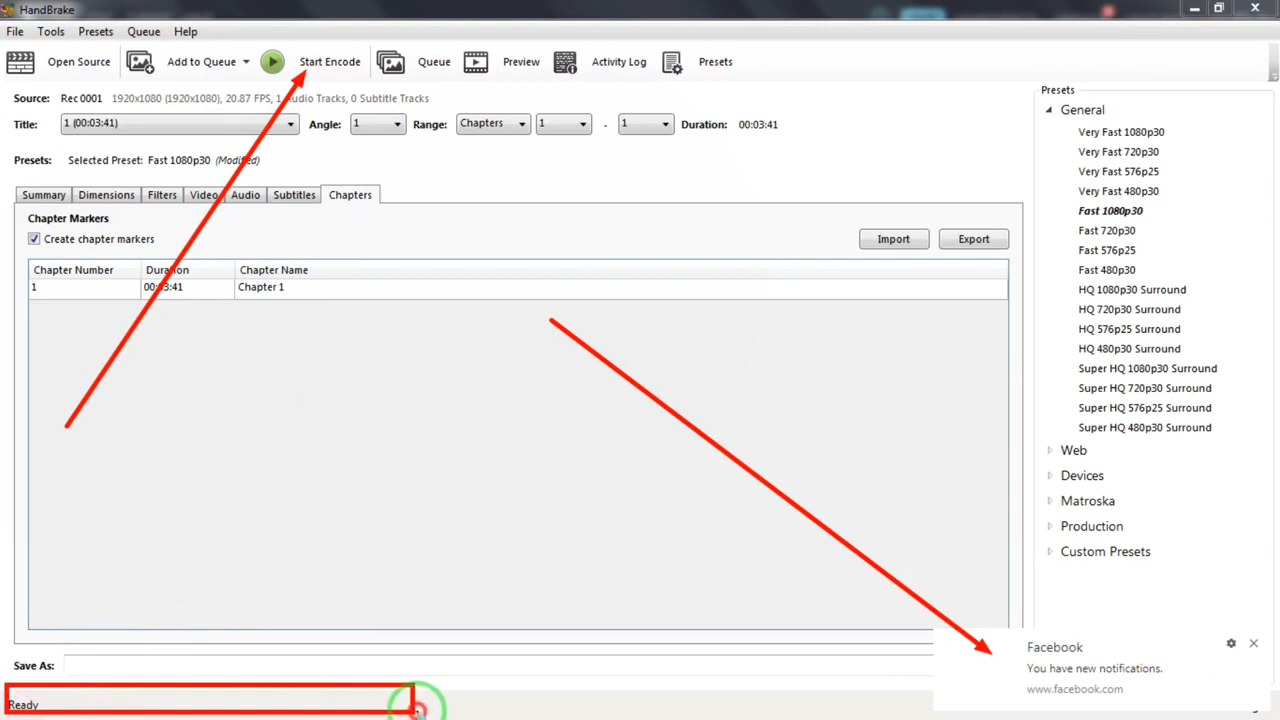 HandBrake
File Tools Presets Queue Help
Open Source Add to Queue Start Encode Queue Preview Activity Log Presets
Source: Rec 0001 1920x1080 (1920x1080), 20.87 FPS, 1 Audio Tracks, 0 Subtitle Tracks
Title: 1 (00:03:41) Angle: 1 Range: Chapters 1 - 1 Duration: 00:03:41
Presets: Selected Preset: Fast 1080p30 (Modified)
Summary Dimensions Filters Video Audio Subtitles Chapters
Chapter Markers
Create chapter markers
Import Export
Chapter Number Duration Chapter Name
1 00:03:41 Chapter 1
Save As:
Ready
Presets
General
Very Fast 1080p30
Very Fast 720p30
Very Fast 576p25
Very Fast 480p30
Fast 1080p30
Fast 720p30
Fast 576p25
Fast 480p30
HQ 1080p30 Surround
HQ 720p30 Surround
HQ 576p25 Surround
HQ 480p30 Surround
Super HQ 1080p30 Surround
Super HQ 720p30 Surround
Super HQ 576p25 Surround
Super HQ 480p30 Surround
Web
Devices
Matroska
Production
Custom Presets
Facebook
You have new notifications.
www.facebook.com